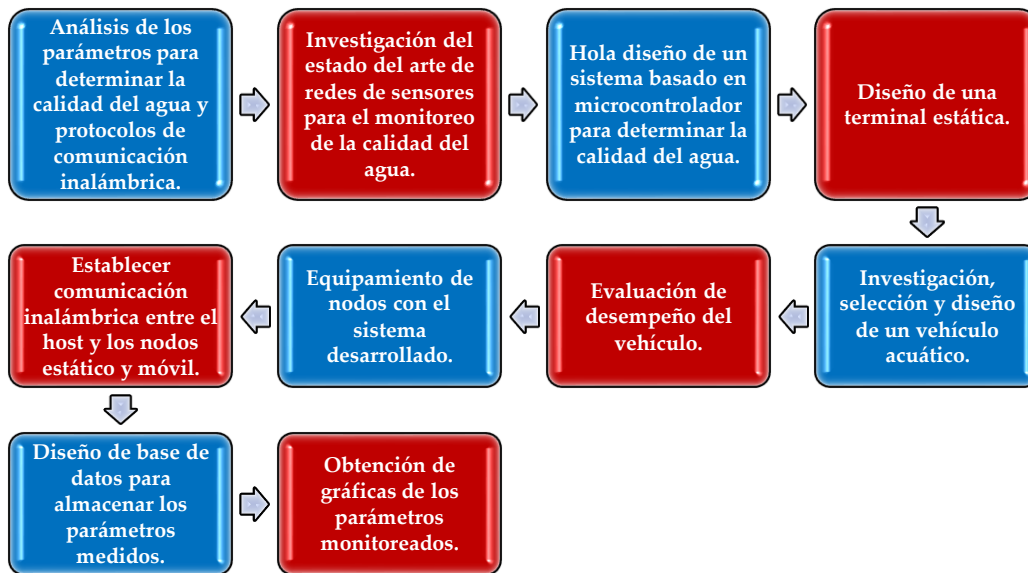 Análisis de los
parámetros para
determinar la
calidad del agua y
protocolos de
comunicación
inalámbrica.
Investigación del
estado del arte de
redes de sensores
para el monitoreo
de la calidad del
agua.
Hola diseño de un
sistema basado en
microcontrolador
para determinar la
calidad del agua.
Diseño de una
terminal estática.
Investigación,
selección y diseño
de un vehículo
acuático.
Evaluación de
desempeño del
vehículo.
Equipamiento de
nodos con el
sistema
desarrollado.
Establecer
comunicación
inalámbrica entre el
host y los nodos
estático y móvil.
Diseño de base de
datos para
almacenar los
parámetros
medidos.
Obtención de
gráficas de los
parámetros
monitoreados.